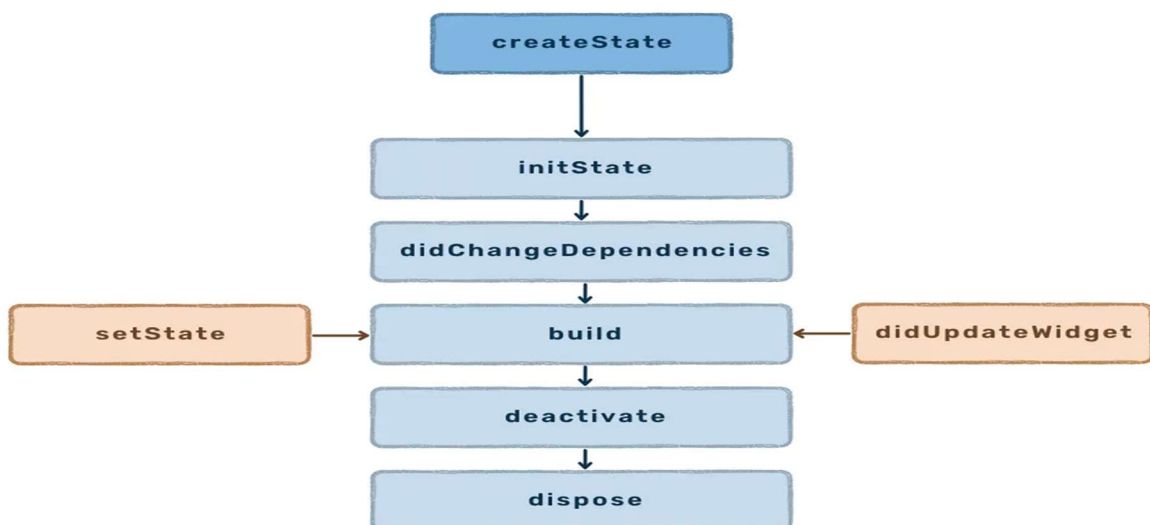 createState
initState
didChangeDependencies
setState
build
didUpdateWidget
deactivate
dispose